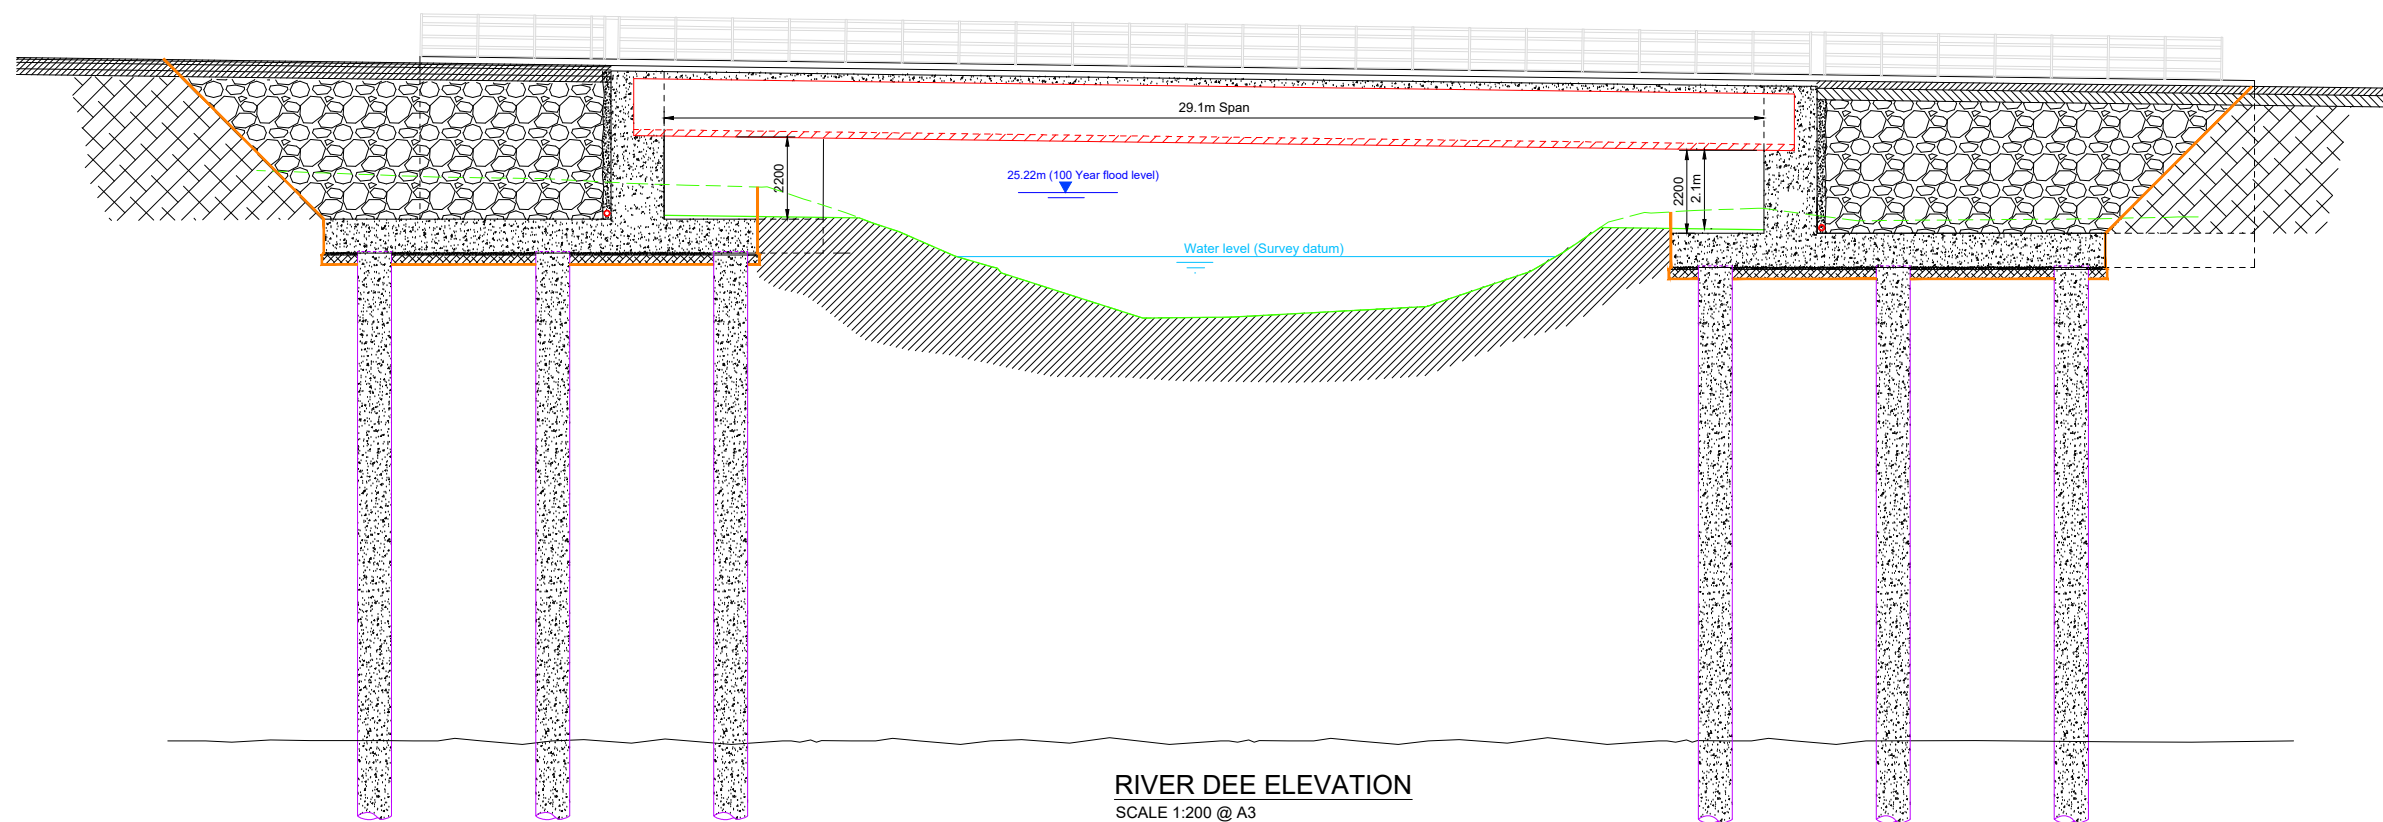 29.1m Span
2200
25.22m (100 Year flood level)
2200
2.1m
Water level (Survey datum)
RIVER DEE ELEVATION
SCALE 1:200 @ A3